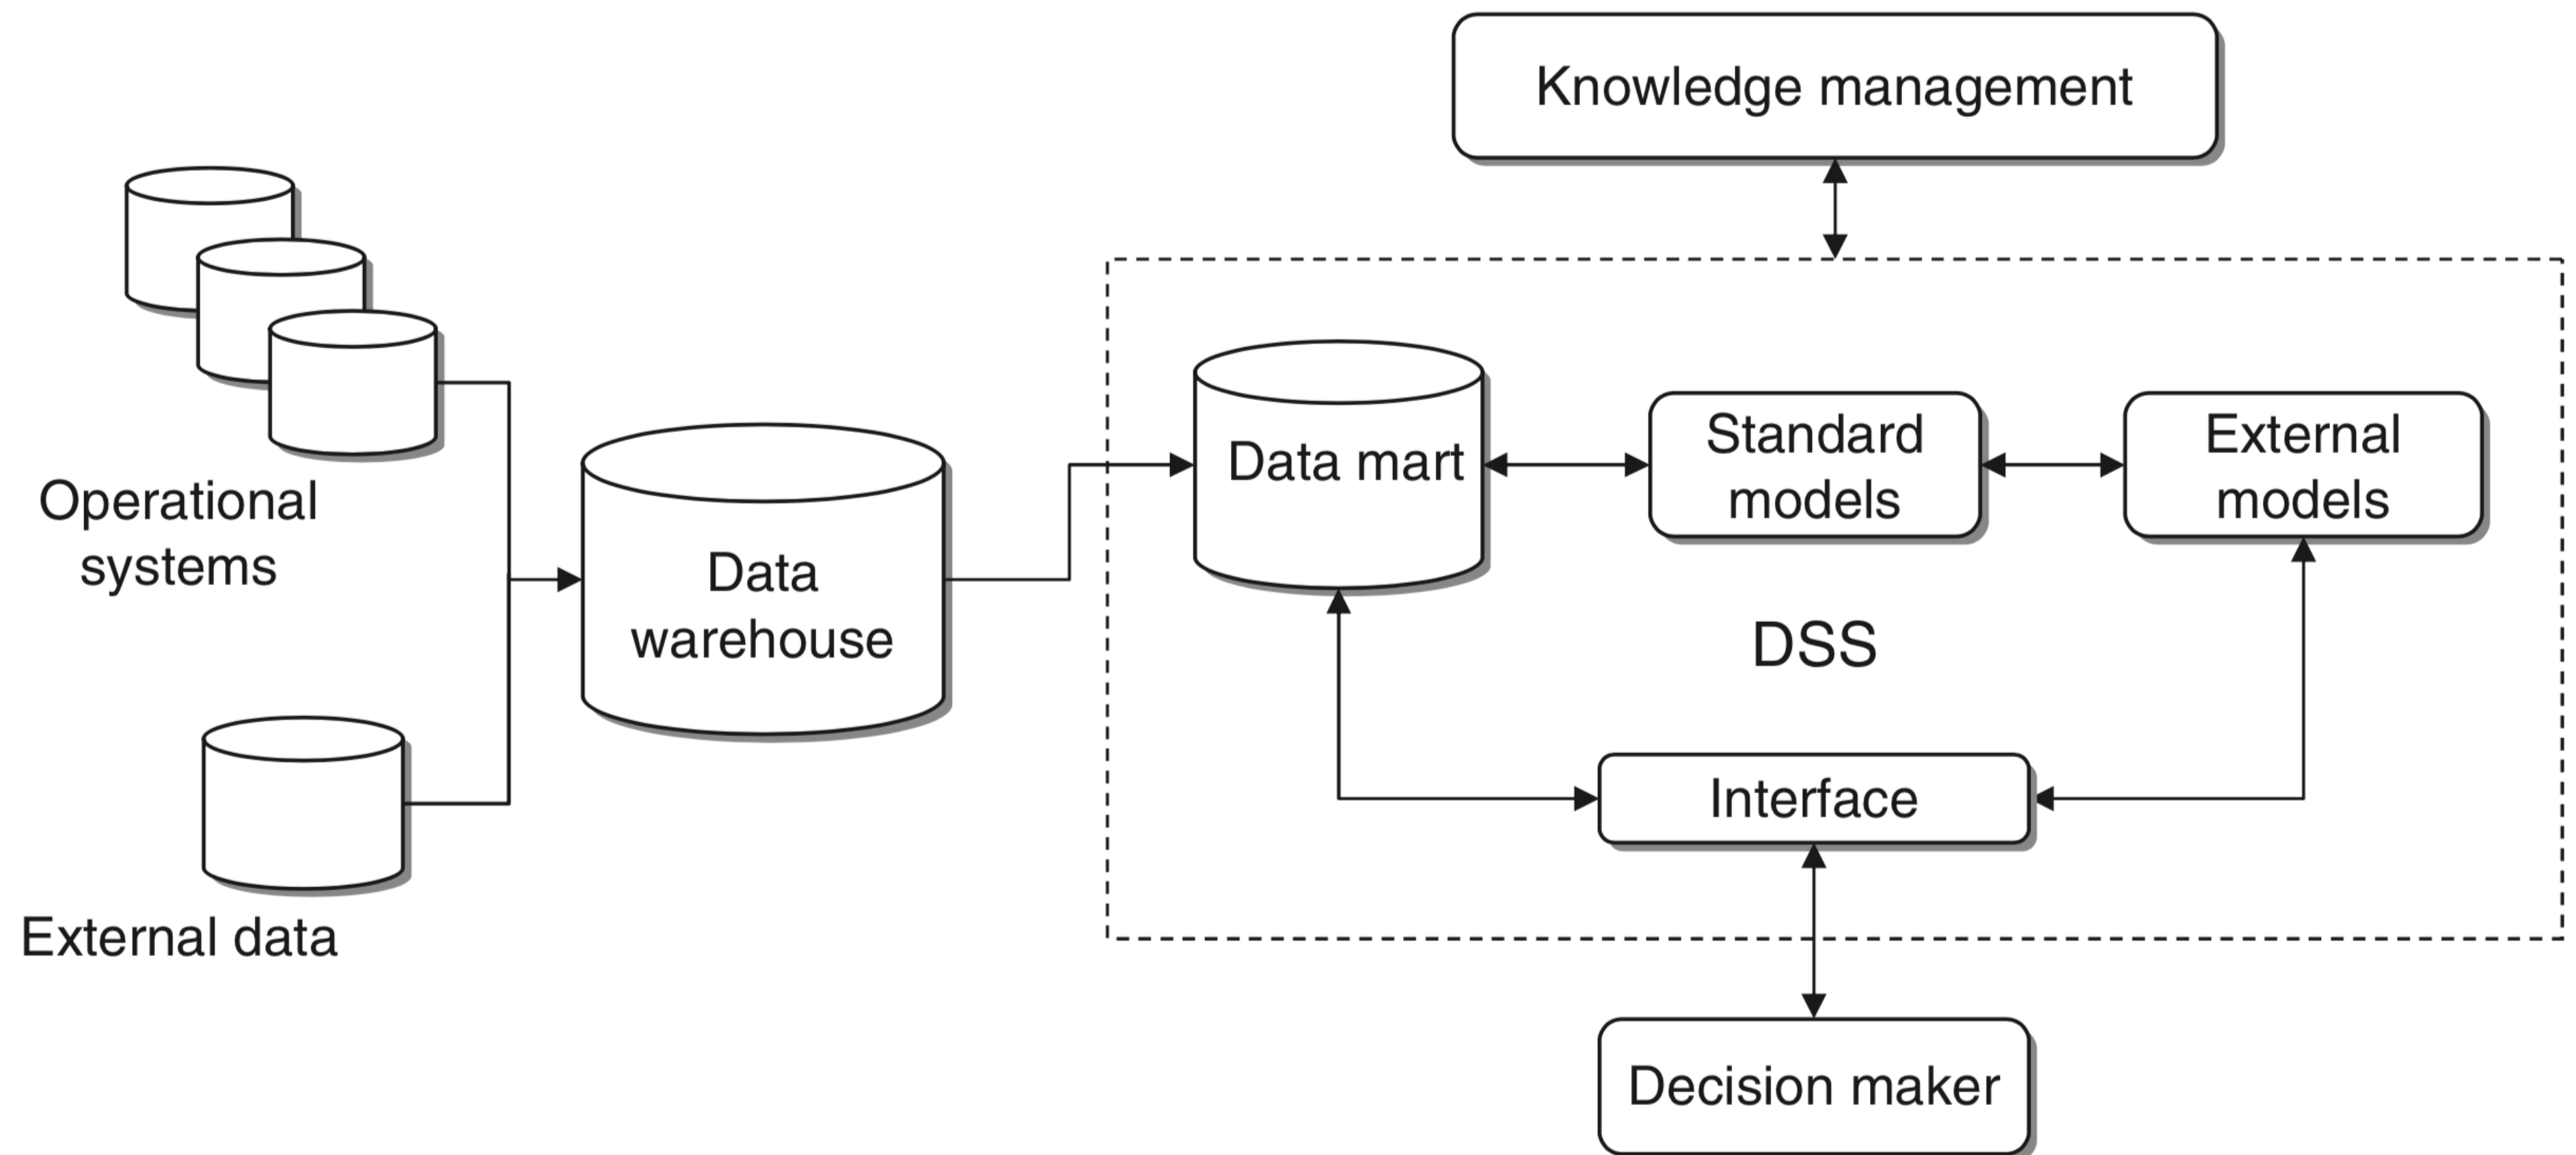 Knowledge management
Operational
systems
External data
Data
warehouse
Data mart
Standard
models
External
models
DSS
Interface
Decision maker